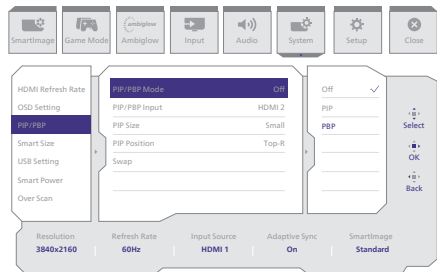 SmartImage Game Mode Ambiglow Input Audio System Setup Close
ambiglow
HDMI Refresh Rate
OSD Setting
PIP/PBP
Smart Size
USB Setting
Smart Power
Over Scan
PIP/PBP Mode Off
PIP/PBP Input HDMI 2
PIP Size Small
PIP Position Top-R
Swap
Off
PIP
PBP
Select
OK
Back
Resolution Refresh Rate Input Source Adaptive Sync SmartImage
3840x2160 60Hz HDMI 1 On Standard